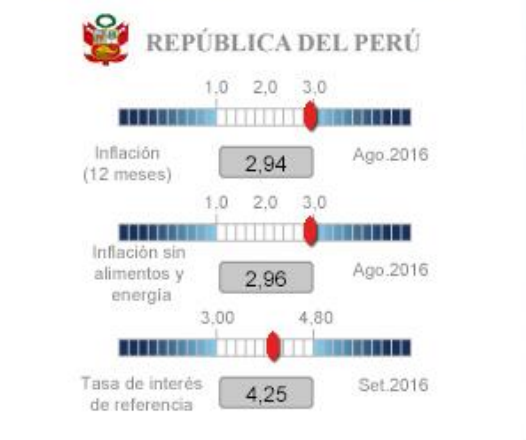 REPÚBLICA DEL PERÚ
1,0 2,0 3,0
Inflación
(12 meses)
2,94
Ago.2016
1,0 2,0 3,0
Inflación sin
alimentos y
energía
2,96
Ago.2016
3,00 4,80
Tasa de interés
de referencia
4,25
Set.2016